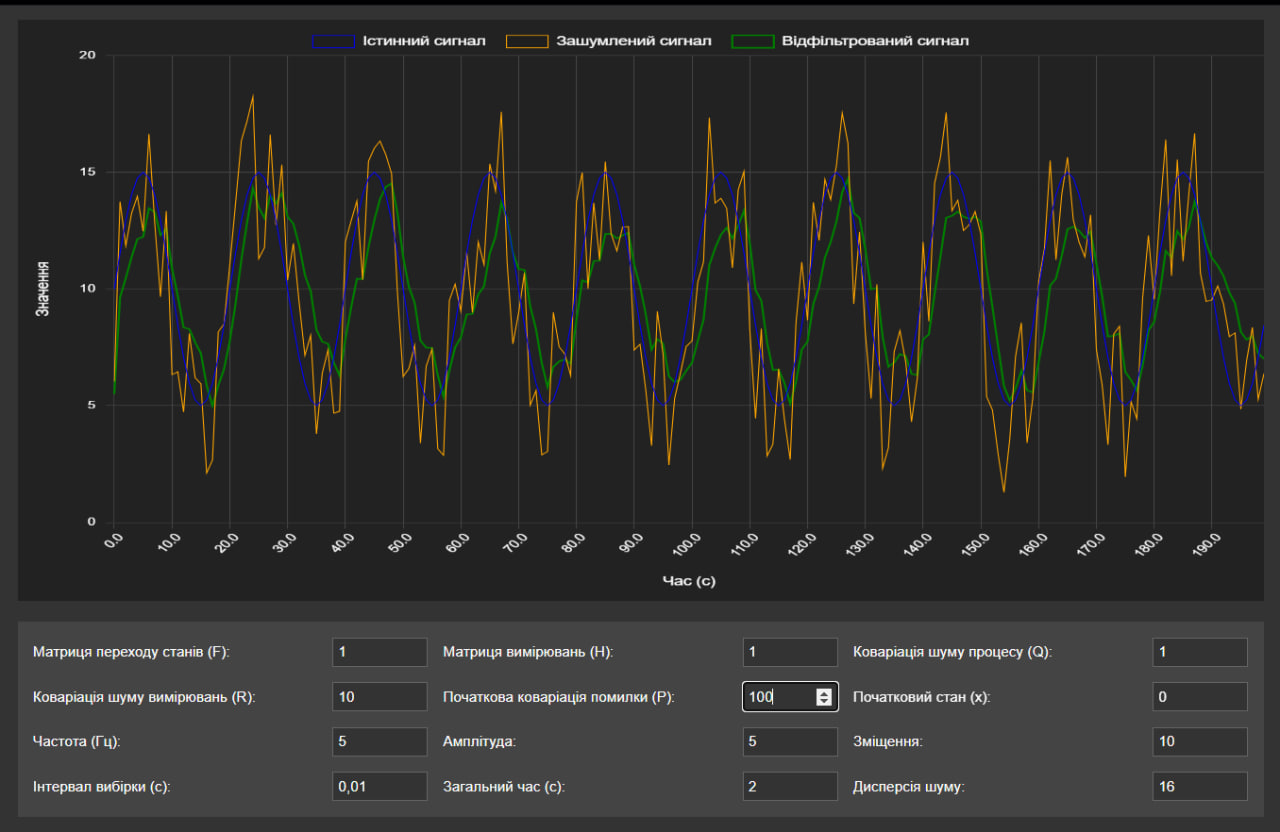 Істинний сигнал Зашумлений сигнал Відфільтрований сигнал
20
15
10
5
0
Значення
0.0 10.0 20.0 30.0 40.0 50.0 60.0 70.0 80.0 90.0 100.0 110.0 120.0 130.0 140.0 150.0 160.0 170.0 180.0 190.0
Час (с)
Матриця переходу станів (F): 1 Матриця вимірювань (H): 1 Коваріація шуму процесу (Q): 1
Коваріація шуму вимірювань (R): 10 Початкова коваріація помилки (P): 100 Початковий стан (x): 0
Частота (Гц): 5 Амплітуда: 5 Зміщення: 10
Інтервал вибірки (с): 0,01 Загальний час (с): 2 Дисперсія шуму: 16